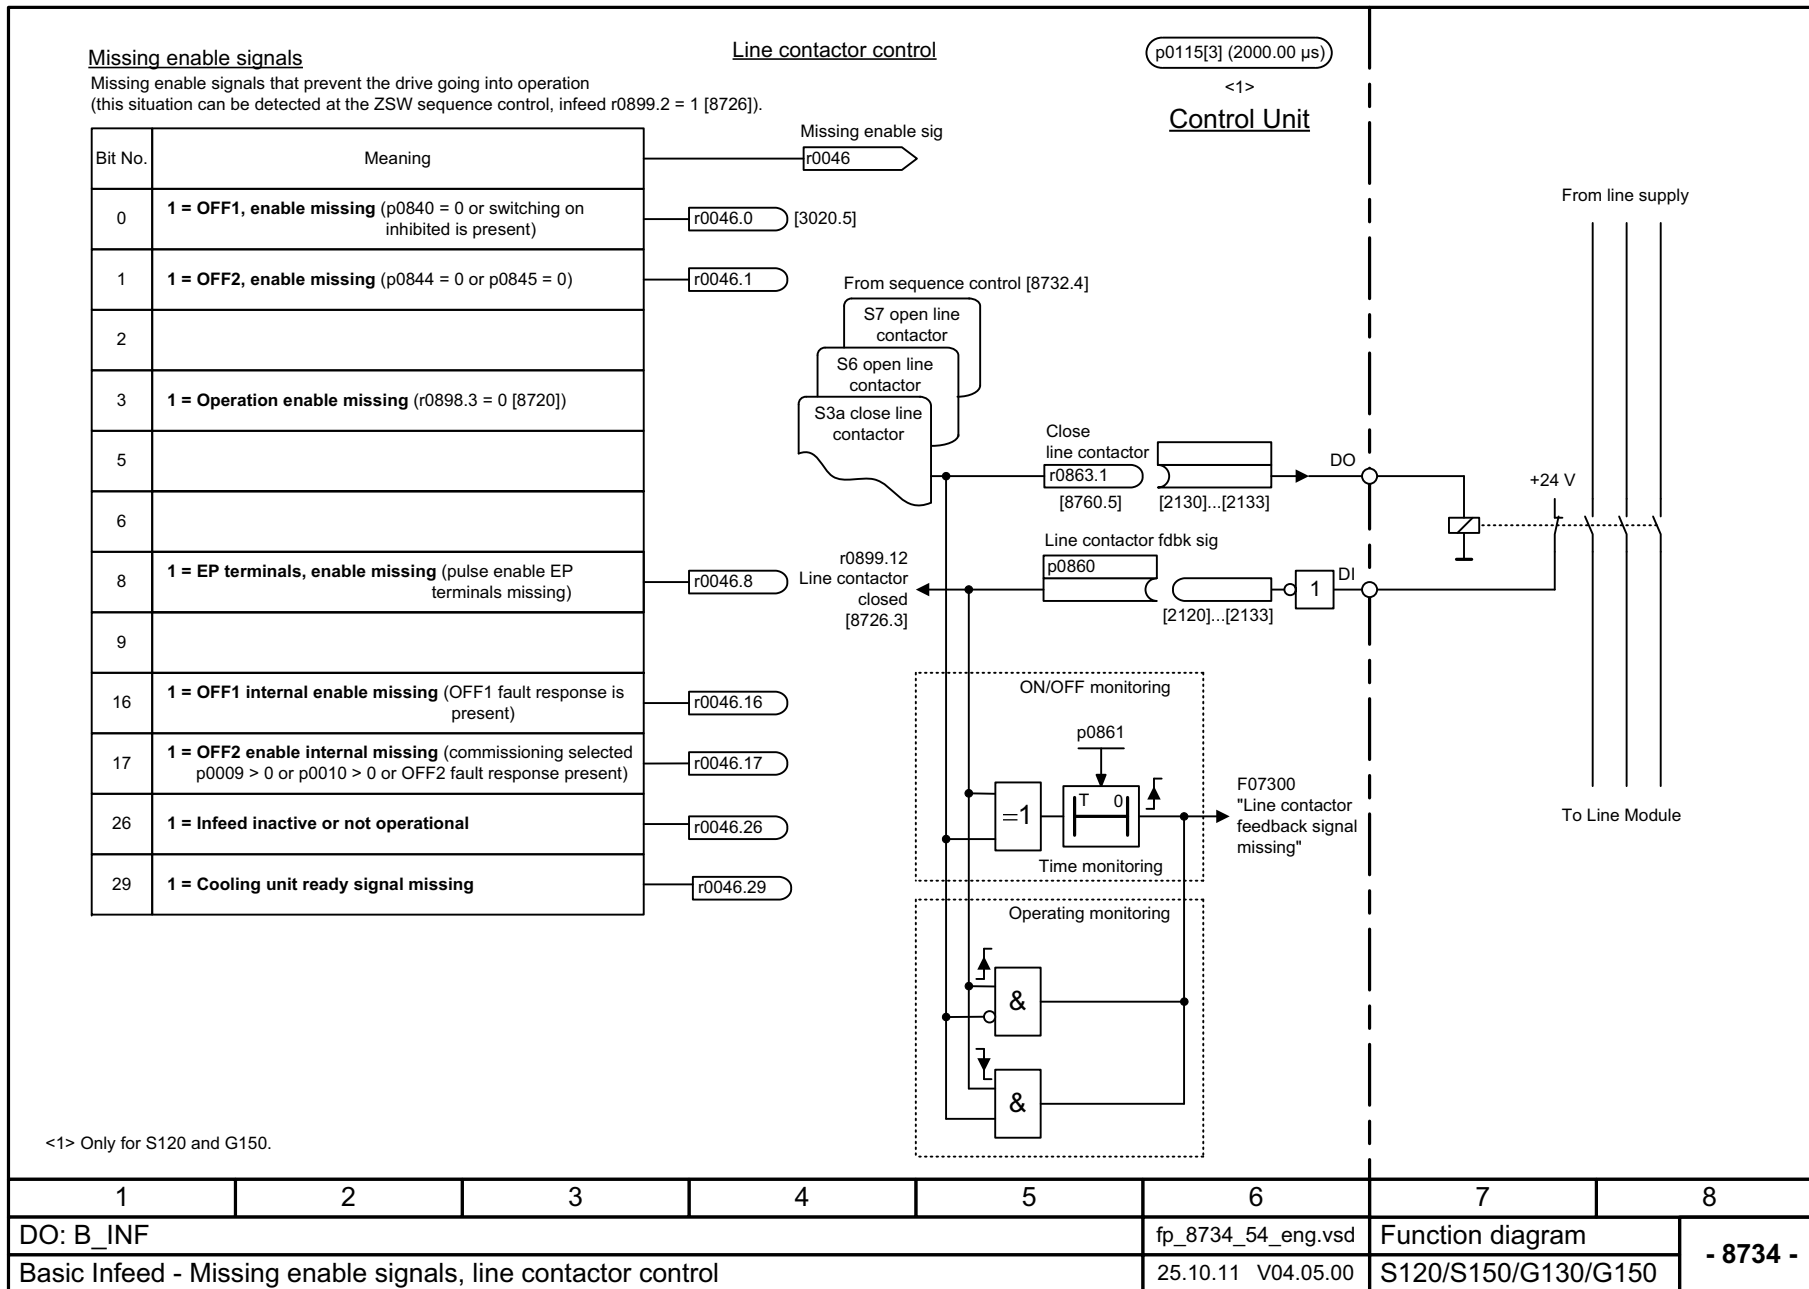 Missing enable signals
Missing enable signals that prevent the drive going into operation
(this situation can be detected at the ZSW sequence control, infeed r0899.2 = 1 [8726]).
Line contactor control
p0115[3] (2000.00 µs)
<1>
Control Unit
Bit No.
Meaning
Missing enable sig
r0046
0
1 = OFF1, enable missing (p0840 = 0 or switching on
inhibited is present)
r0046.0
[3020.5]
1
1 = OFF2, enable missing (p0844 = 0 or p0845 = 0)
r0046.1
2
3
1 = Operation enable missing (r0898.3 = 0 [8720])
5
6
8
1 = EP terminals, enable missing (pulse enable EP
terminals missing)
r0046.8
9
16
1 = OFF1 internal enable missing (OFF1 fault response is
present)
r0046.16
17
1 = OFF2 enable internal missing (commissioning selected
p0009 > 0 or p0010 > 0 or OFF2 fault response present)
r0046.17
26
1 = Infeed inactive or not operational
r0046.26
29
1 = Cooling unit ready signal missing
r0046.29
From sequence control [8732.4]
S7 open line
contactor
S6 open line
contactor
S3a close line
contactor
Close
line contactor
r0863.1
[8760.5]
[2130]...[2133]
DO
Line contactor fdbk sig
p0860
[2120]...[2133]
1
DI
r0899.12
Line contactor
closed
[8726.3]
ON/OFF monitoring
p0861
=1
T 0
Time monitoring
F07300
"Line contactor
feedback signal
missing"
Operating monitoring
&
&
From line supply
+24 V
To Line Module
<1> Only for S120 and G150.
1 2 3 4 5 6 7 8
DO: B_INF
fp_8734_54_eng.vsd
Function diagram
- 8734 -
Basic Infeed - Missing enable signals, line contactor control
25.10.11 V04.05.00
S120/S150/G130/G150